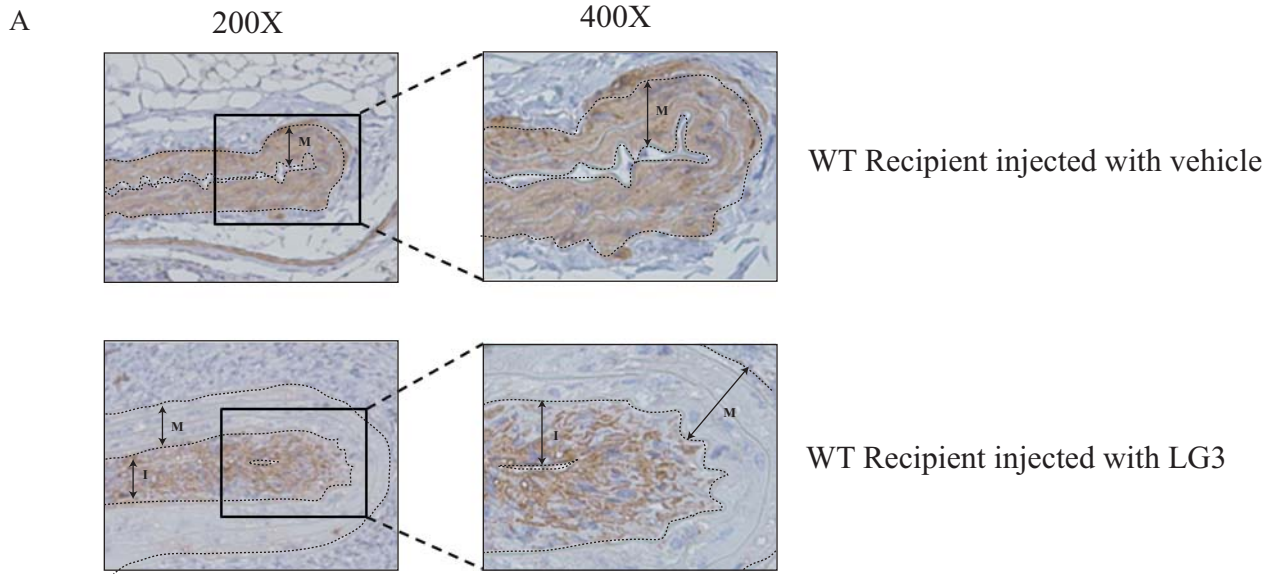 A
200X 400X
M
M
WT Recipient injected with vehicle
M
I
I
M
WT Recipient injected with LG3